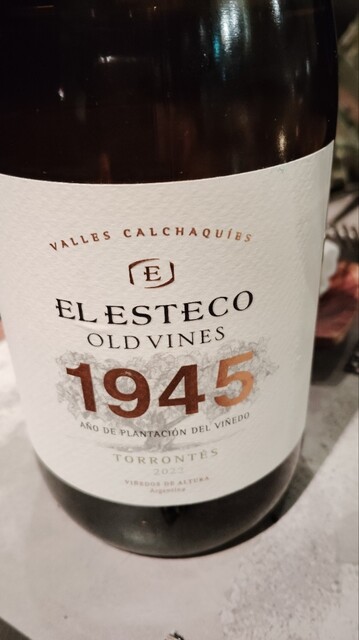 VALLES CALCHAQUÍES
E
EL ESTECO
OLD VINES
1945
AÑO DE PLANTACIÓN DEL VIÑEDO
TORRONTÉS
2022
VIÑEDOS DE ALTURA
Argentina